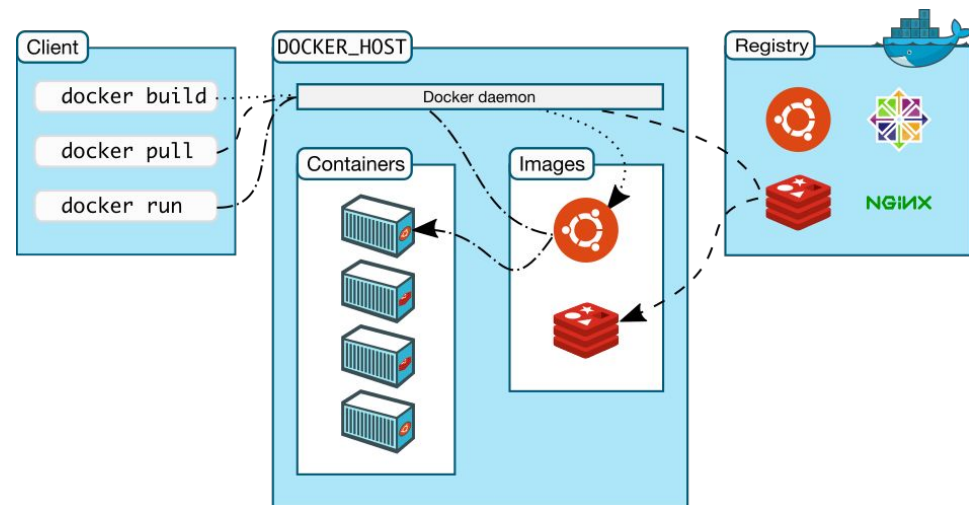 Client
docker build
docker pull
docker run
DOCKER_HOST
Docker daemon
Containers
Images
Registry
NGINX